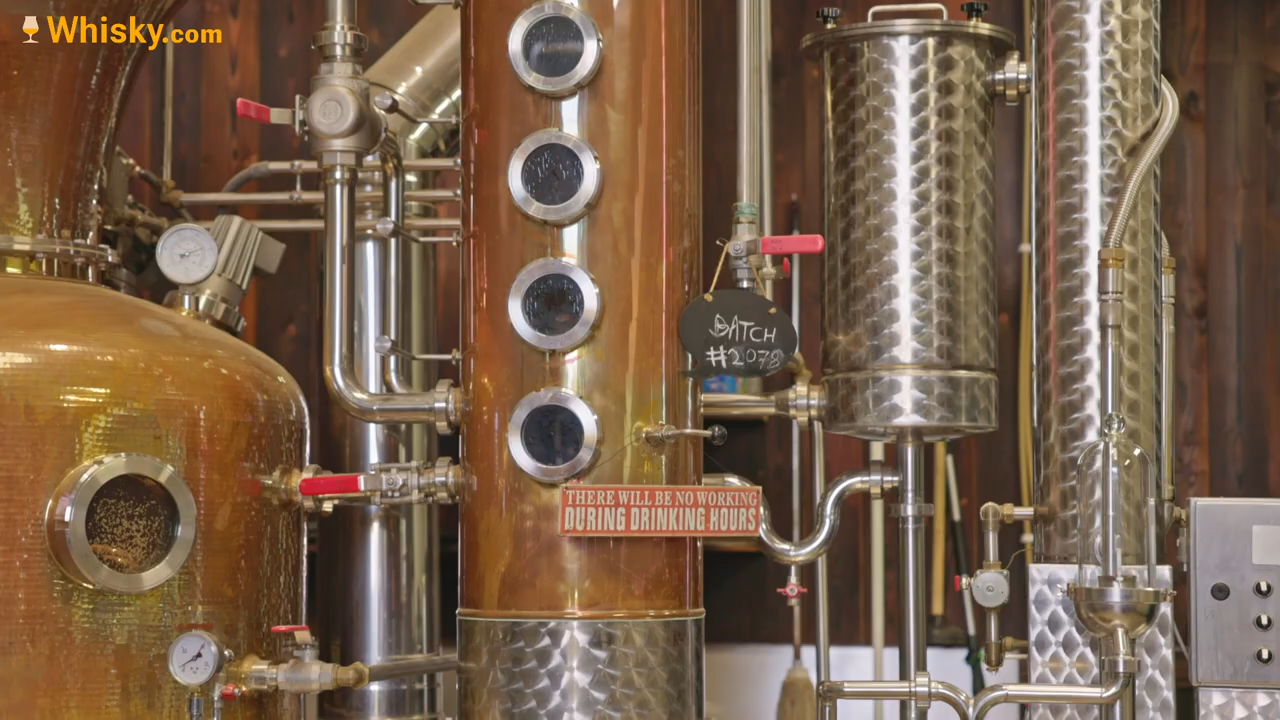 Whisky.com
BATCH
#2078
THERE WILL BE NO WORKING
DURING DRINKING HOURS